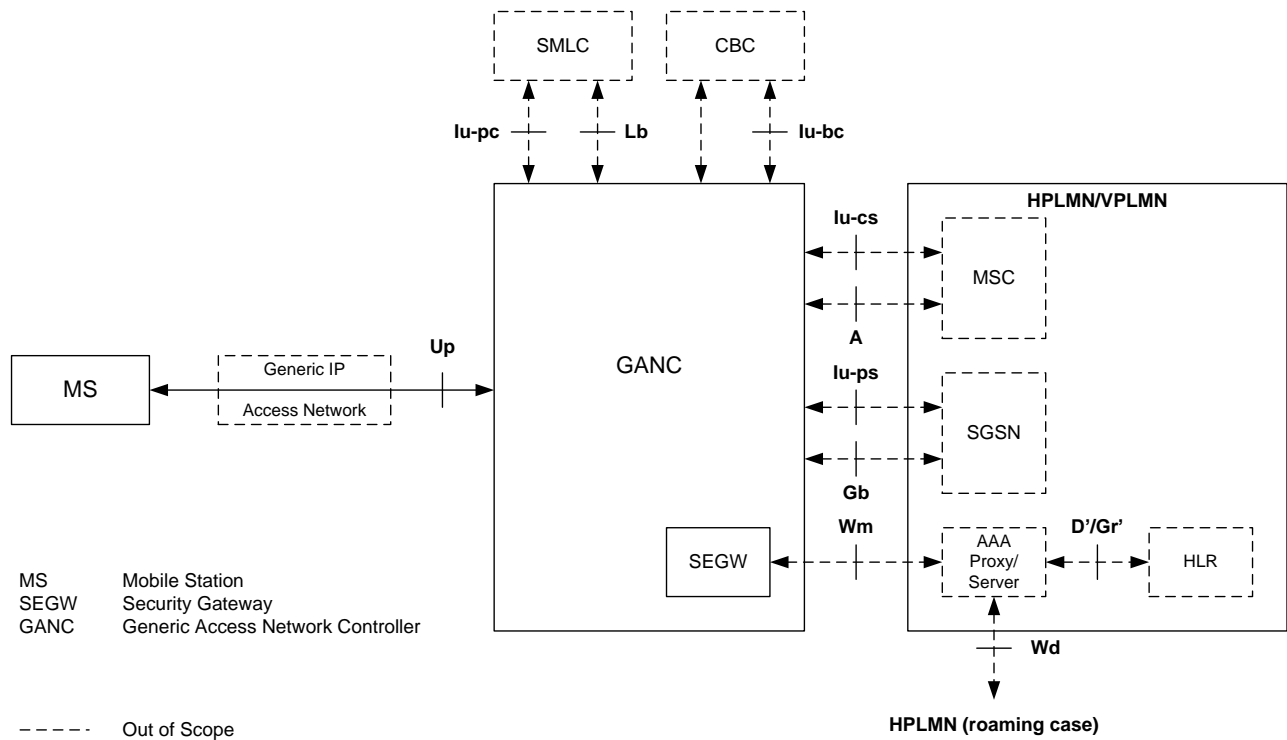 SMLC
CBC
Iu-pc
Lb
Iu-bc
HPLMN/VPLMN
Iu-cs
MSC
A
Up
Generic IP
Access Network
MS
GANC
Iu-ps
SGSN
Gb
Wm
D’/Gr’
SEGW
AAA
Proxy/
Server
HLR
MS Mobile Station
SEGW Security Gateway
GANC Generic Access Network Controller
Wd
Out of Scope
HPLMN (roaming case)